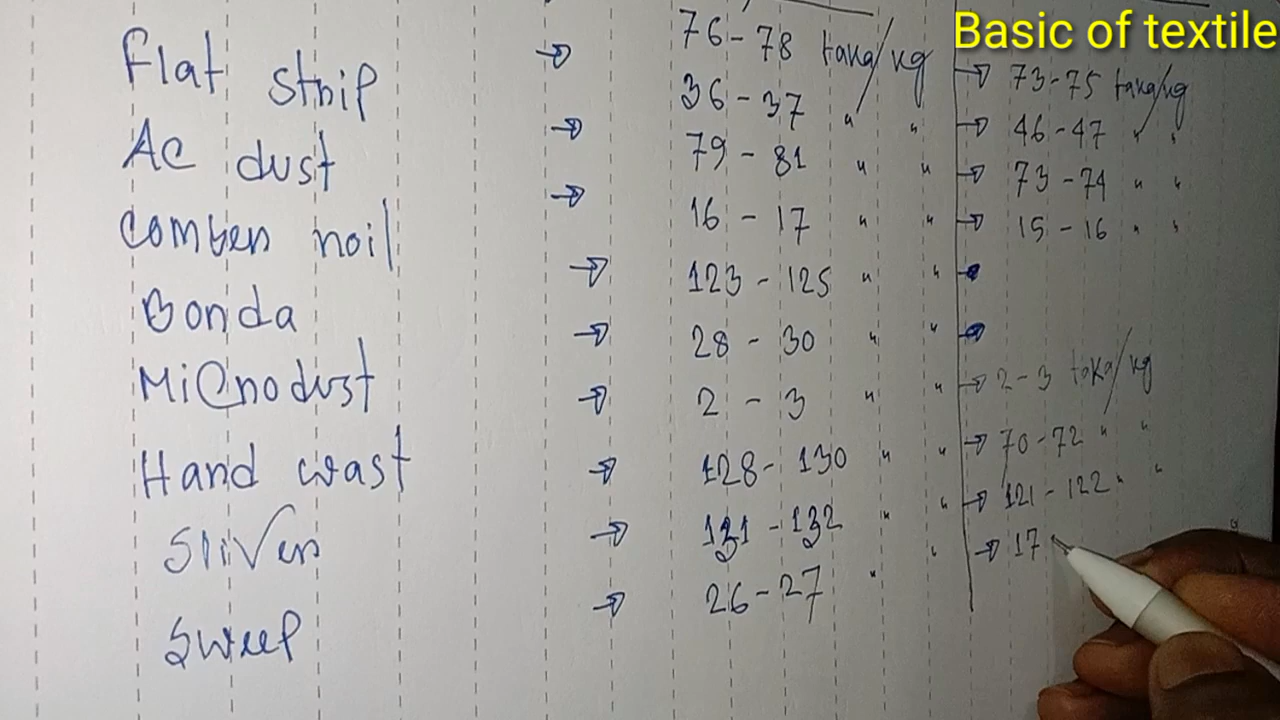 Basic of textile
76 - 78 taka/kg → 73 - 75 taka/kg
Flat strip → 36 - 37 " " → 46 - 47 " "
AC dust → 79 - 81 " " → 73 - 74 " "
Comber noil → 16 - 17 " " → 15 - 16 " "
Bonda → 123 - 125 " "
Microdust → 28 - 30 " "
Hand wast → 2 - 3 " " → 2 - 3 taka/kg
Sliver → 128 - 130 " " → 70 - 72 " "
Sweep → 131 - 132 " " → 121 - 122 " "
→ 26 - 27 " " → 17